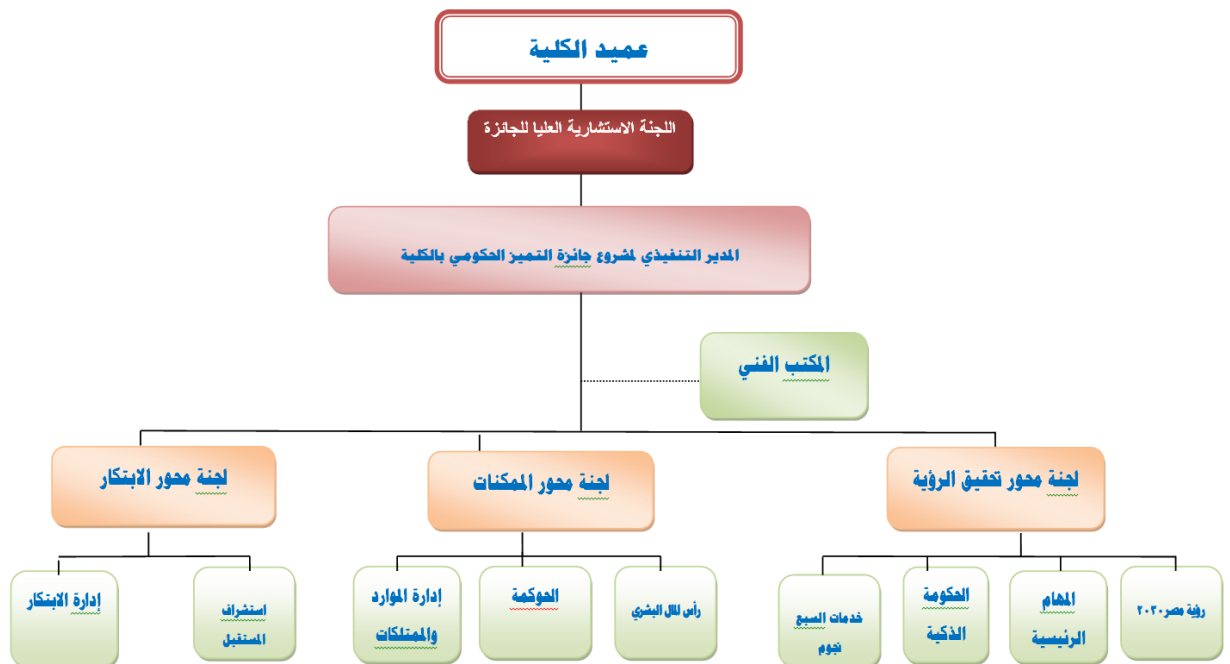 عميد الكلية
اللجنة الاستشارية العليا للجائزة
المدير التنفيذي لمشروع جائزة التميز الحكومي بالكلية
المكتب الفني
لجنة محور تحقيق الرؤية
لجنة محور الممكنات
لجنة محور الابتكار
رؤية مصر ٢٠٣٠
المهام
الرئيسية
الحكومة
الذكية
خدمات السبع
نجوم
رأس المال البشري
الحوكمة
إدارة الموارد
والممتلكات
استشراف
المستقبل
إدارة الابتكار